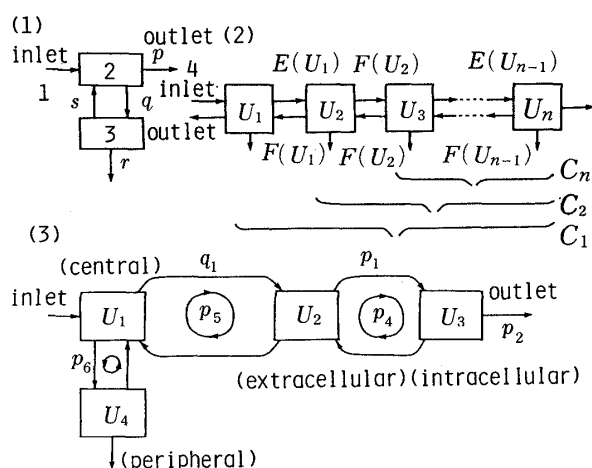 (1)
outlet (2)
inlet
2
p
4
1
s
q
3
outlet
r
E(U₁) F(U₂) E(Uₙ₋₁)
inlet
U₁ U₂ U₃ Uₙ
F(U₁) F(U₂) F(Uₙ₋₁)
Cₙ
C₂
C₁
(3)
(central)
q₁
p₁
inlet
outlet
U₁
p₅
U₂
p₄
U₃
p₂
p₆
(extracellular)(intracellular)
U₄
(peripheral)